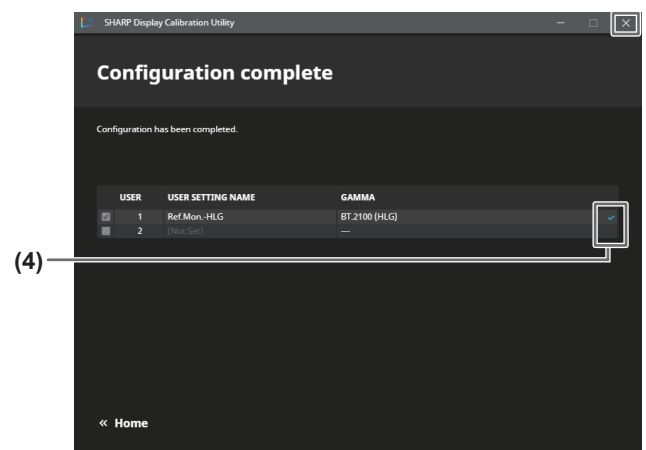 SHARP Display Calibration Utility
Configuration complete
Configuration has been completed.
USER USER SETTING NAME GAMMA
1 Ref.Mon.-HLG BT.2100 (HLG)
2 (Not Set) ---
(4)
« Home